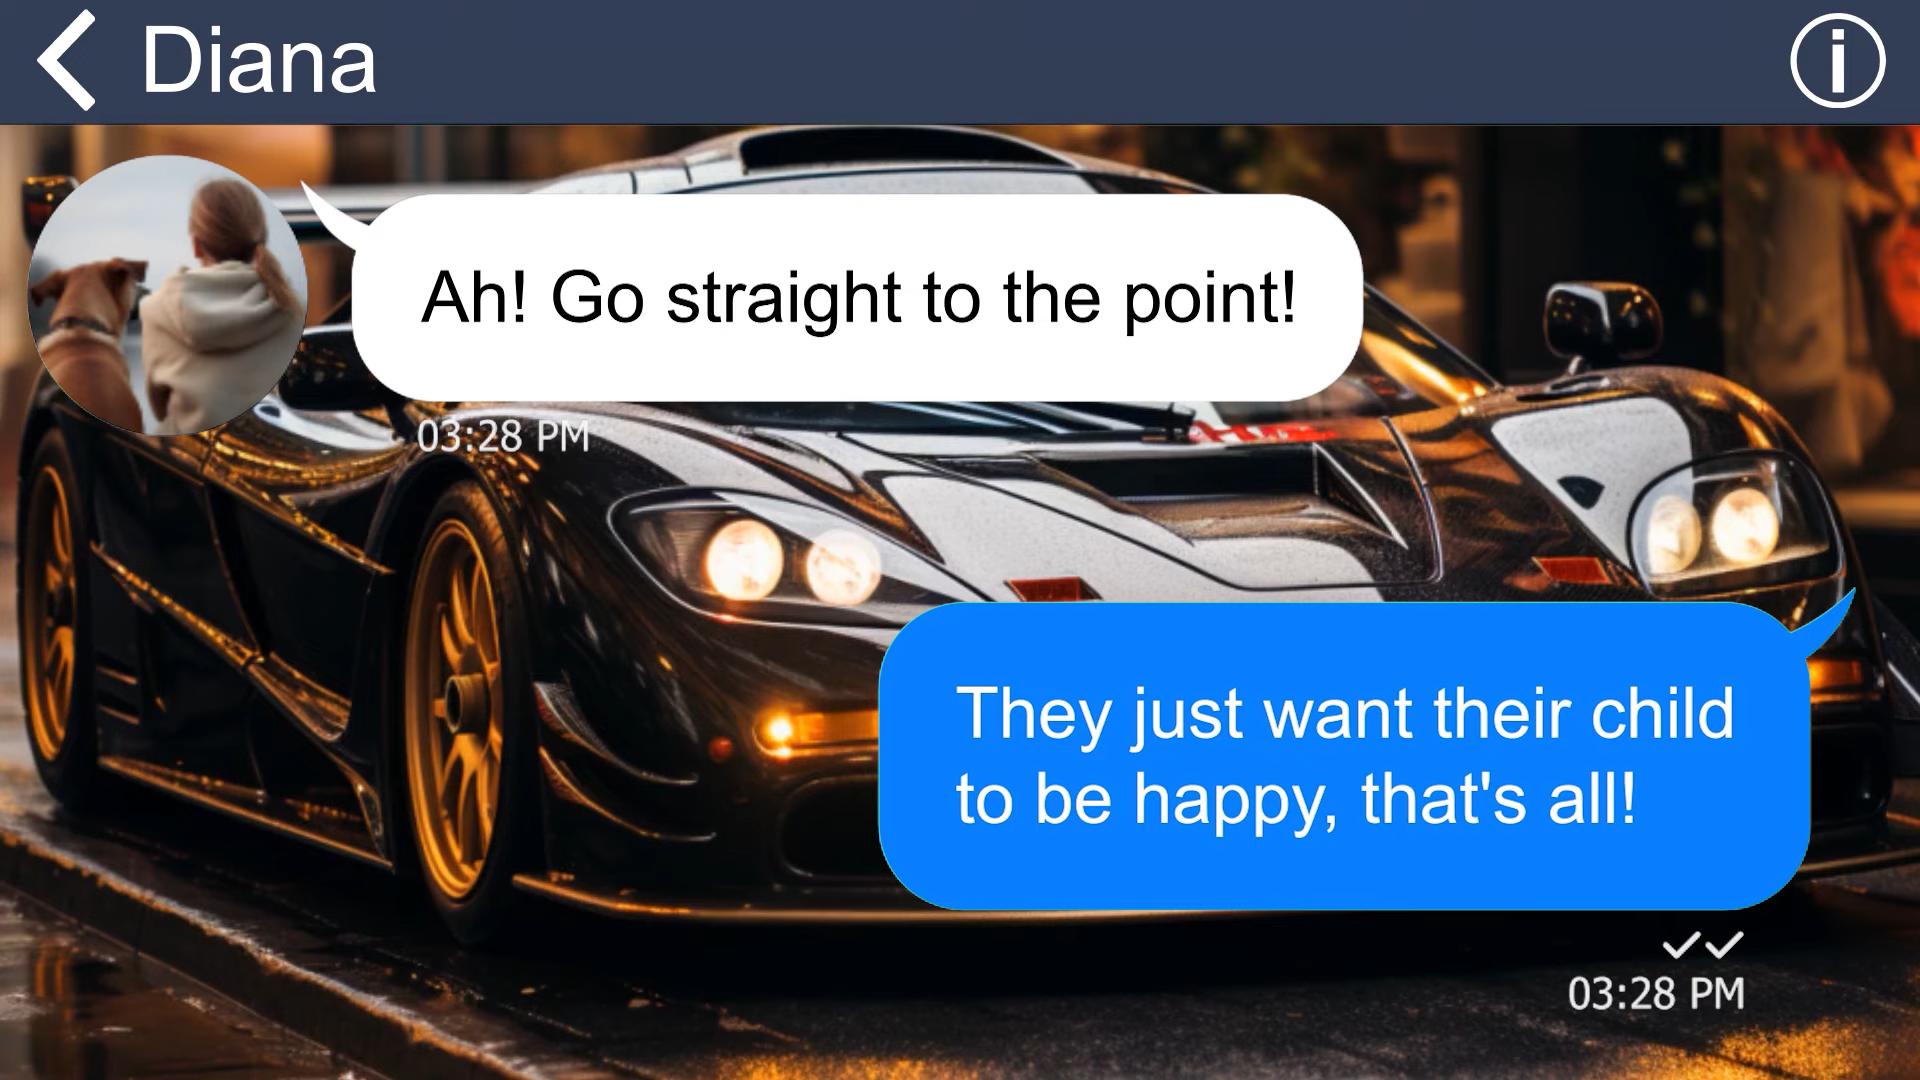 Diana
Ah! Go straight to the point!
03:28 PM
They just want their child
to be happy, that's all!
03:28 PM